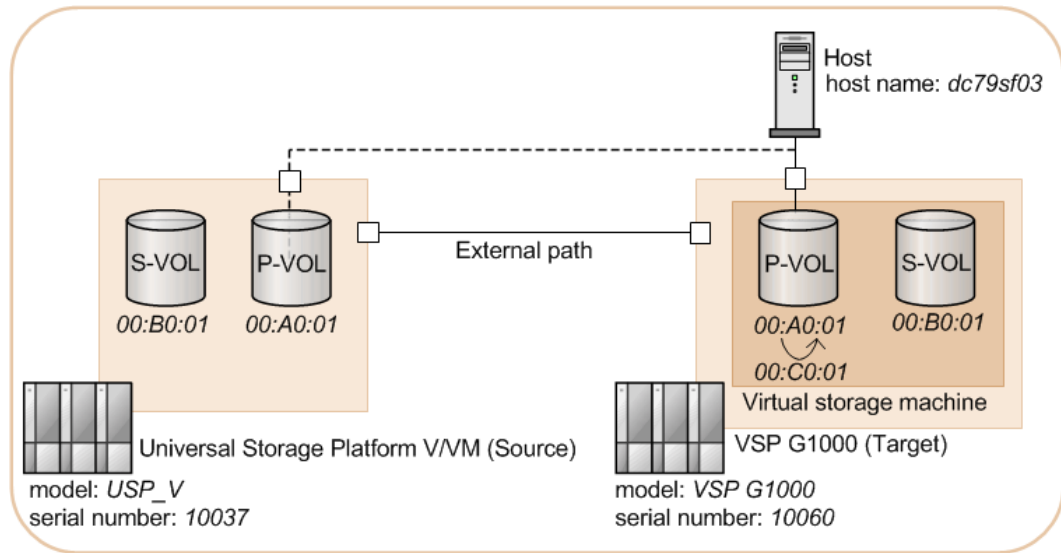 Host
host name: dc79sf03
S-VOL
P-VOL
External path
P-VOL
S-VOL
00:B0:01
00:A0:01
00:A0:01
00:B0:01
00:C0:01
Virtual storage machine
Universal Storage Platform V/VM (Source)
VSP G1000 (Target)
model: USP_V
serial number: 10037
model: VSP G1000
serial number: 10060